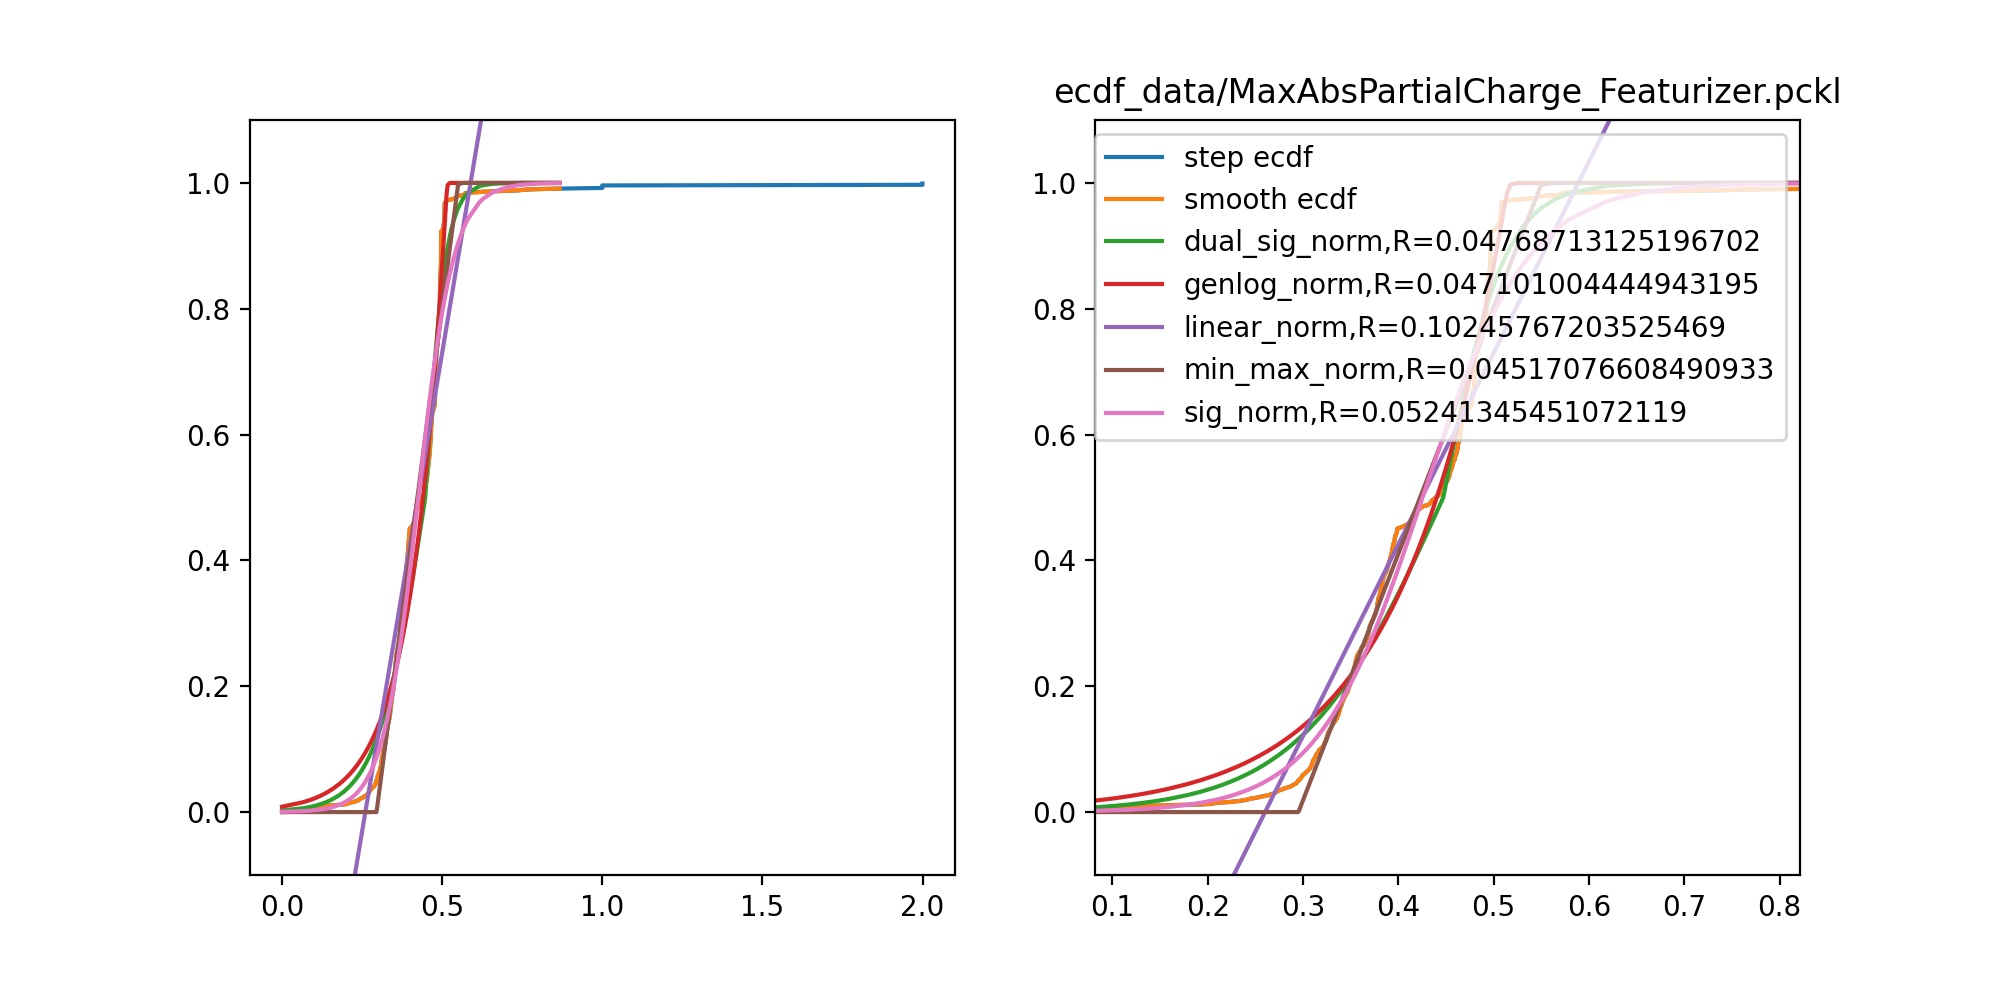 ecdf_data/MaxAbsPartialCharge_Featurizer.pckl
1.0
0.8
0.6
0.4
0.2
0.0
0.0 0.5 1.0 1.5 2.0
1.0
0.8
0.6
0.4
0.2
0.0
step ecdf
smooth ecdf
dual_sig_norm,R=0.04768713125196702
genlog_norm,R=0.047101004444943195
linear_norm,R=0.10245767203525469
min_max_norm,R=0.04517076608490933
sig_norm,R=0.05241345451072119
0.1 0.2 0.3 0.4 0.5 0.6 0.7 0.8